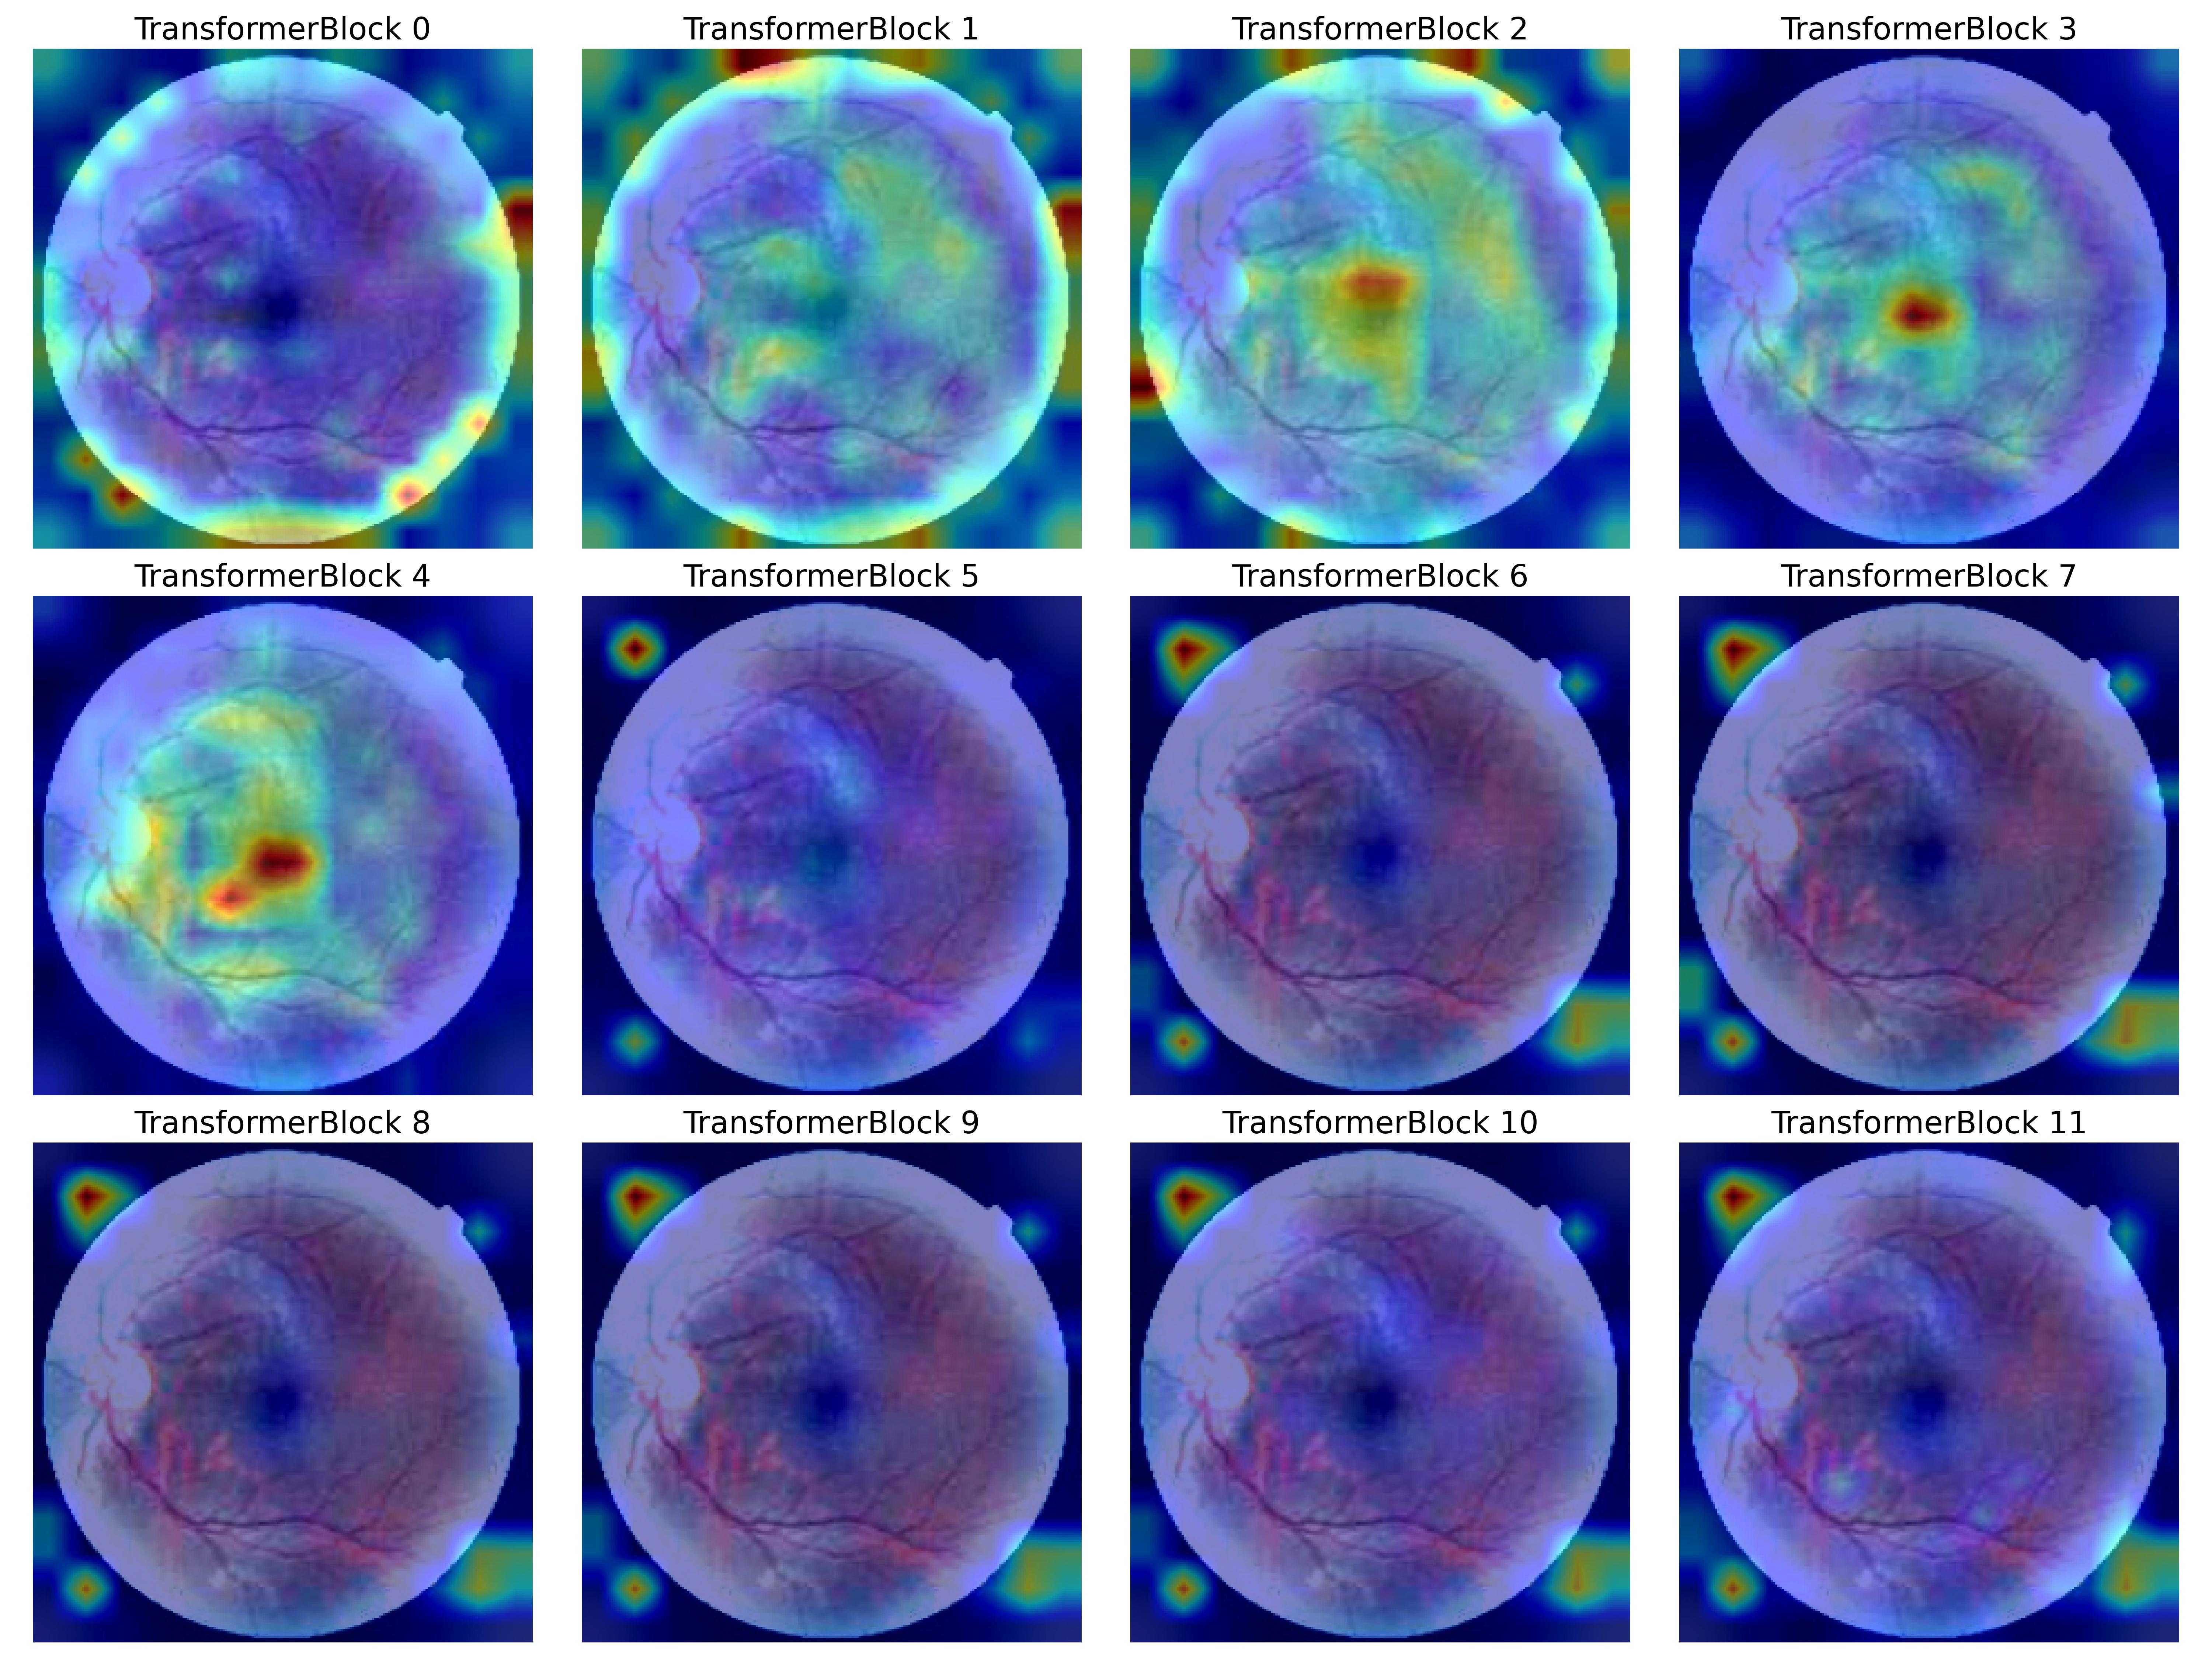 TransformerBlock 0
TransformerBlock 1
TransformerBlock 2
TransformerBlock 3
TransformerBlock 4
TransformerBlock 5
TransformerBlock 6
TransformerBlock 7
TransformerBlock 8
TransformerBlock 9
TransformerBlock 10
TransformerBlock 11